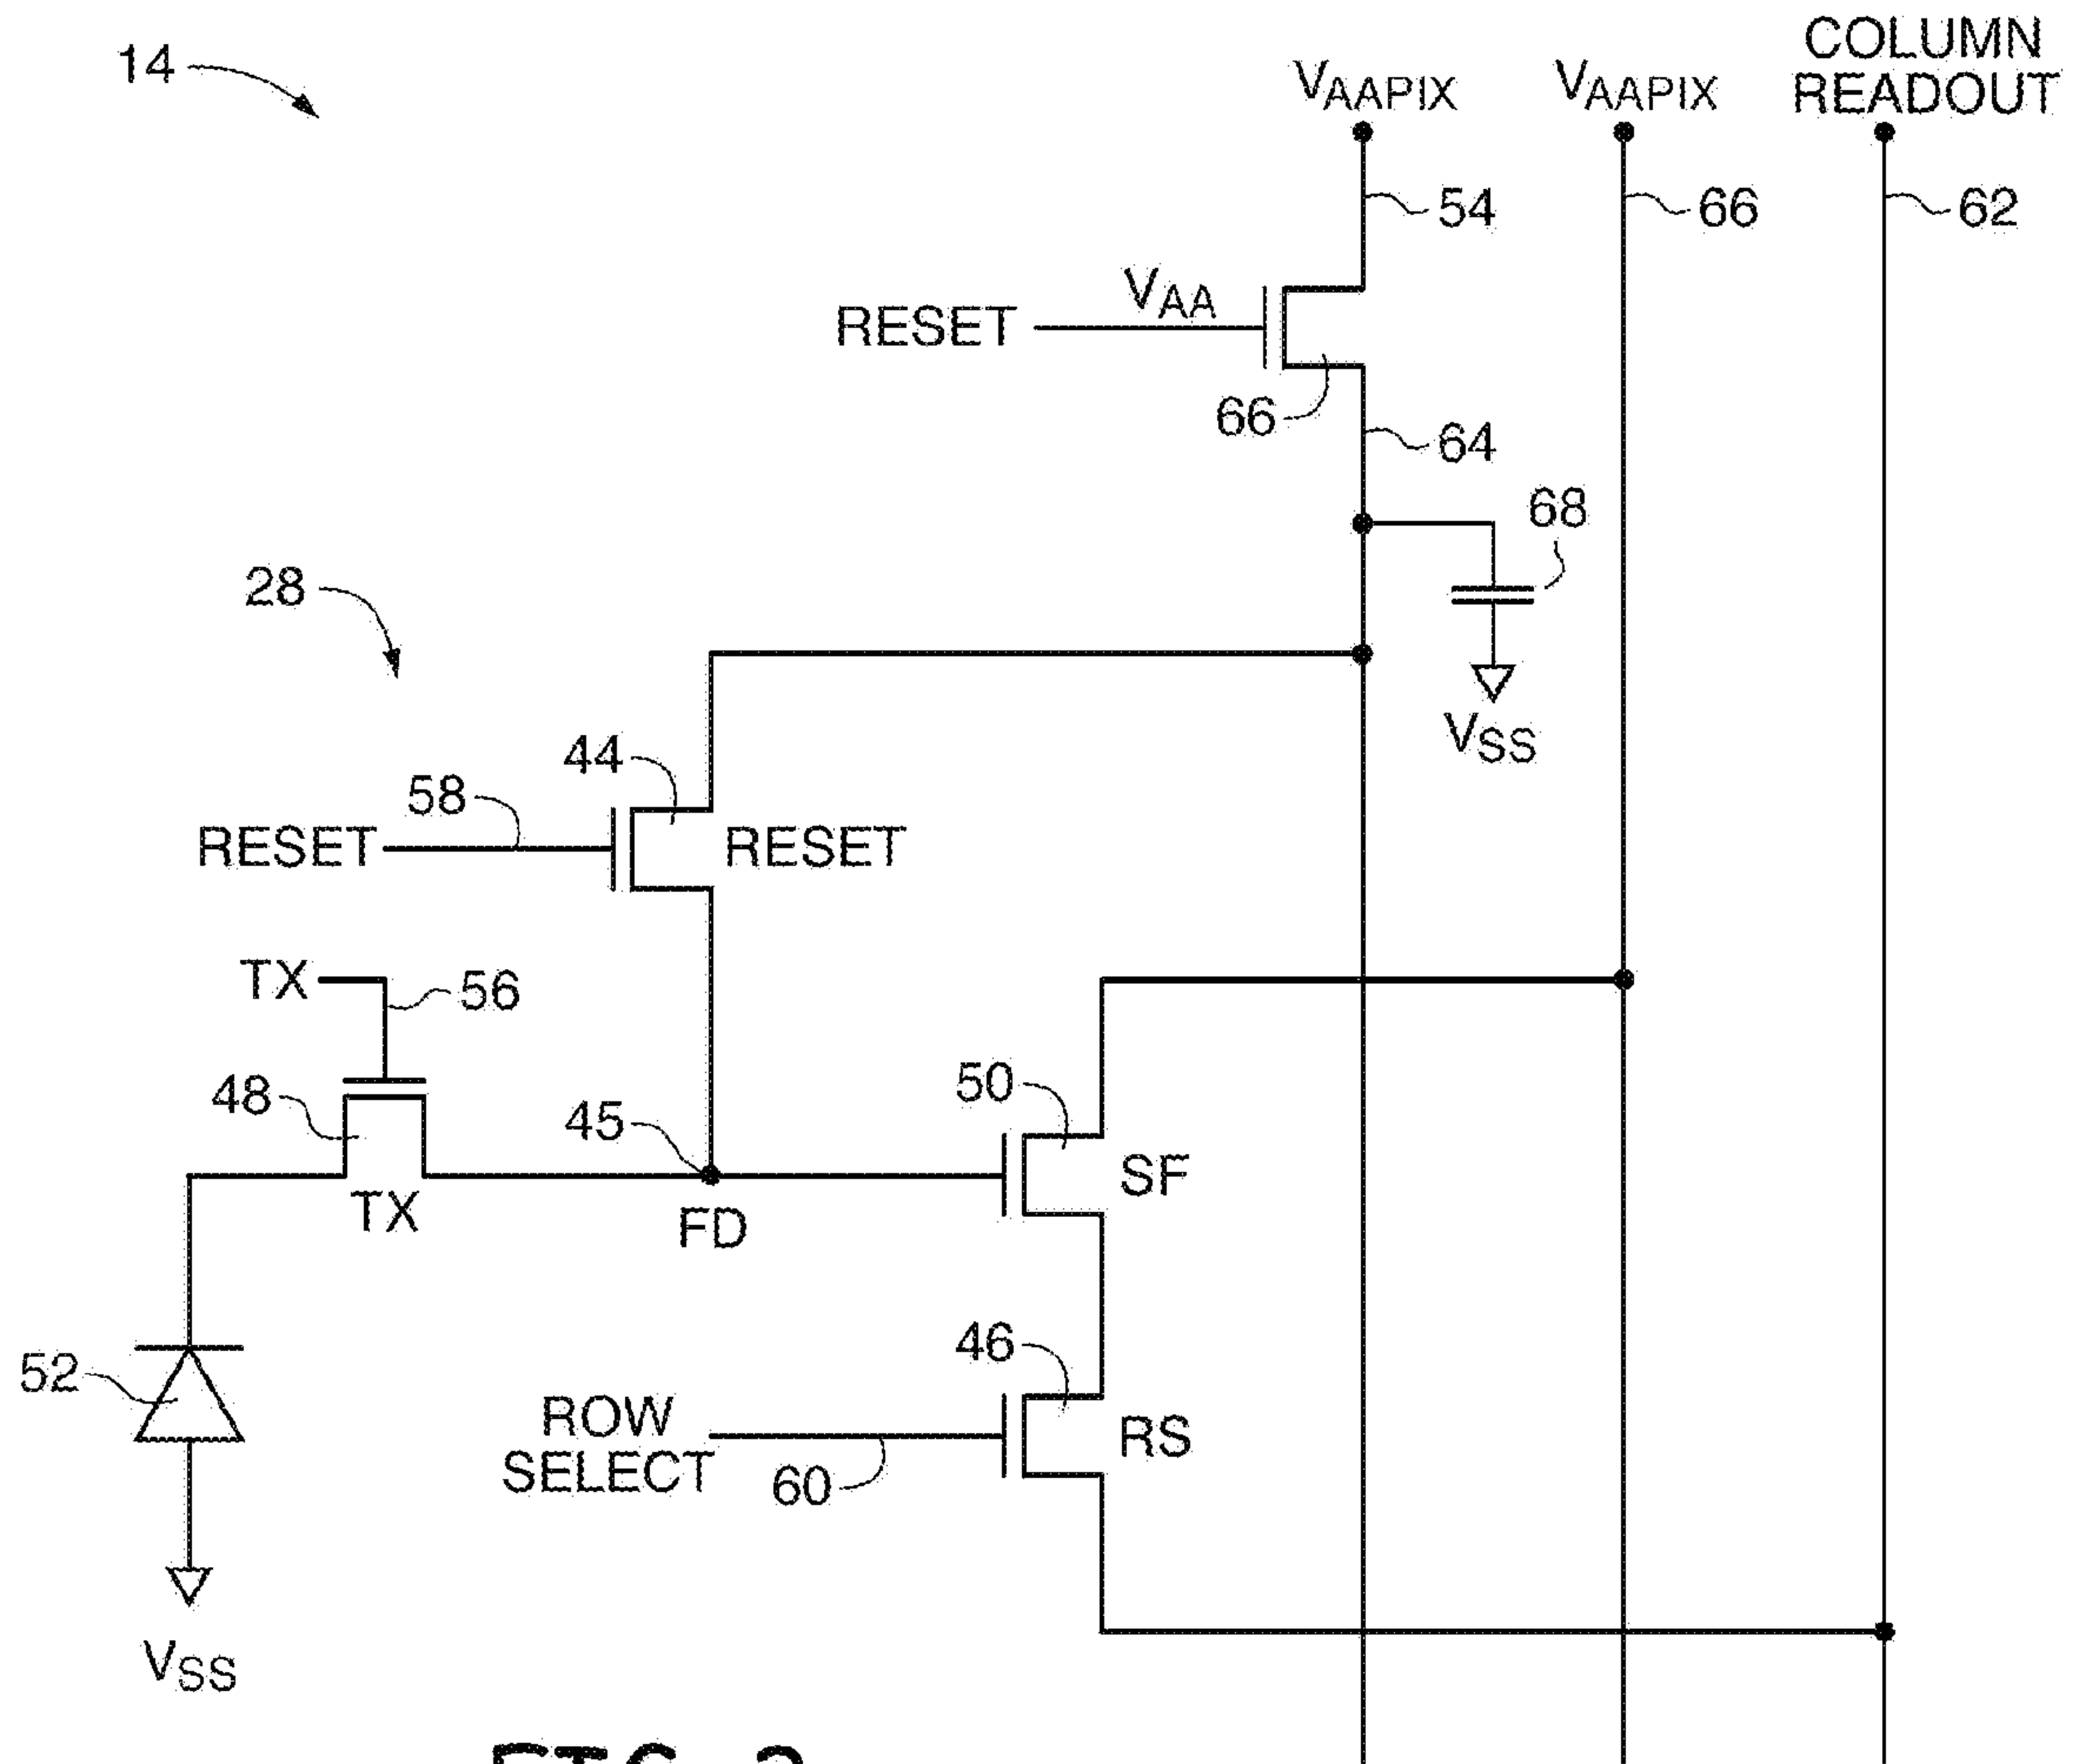 14
VAAPIX
VAAPIX
COLUMN
READOUT
54
66
62
RESET
VAA
66
64
68
VSS
28
44
58
RESET
RESET
TX
56
48
TX
45
FD
50
SF
52
ROW
SELECT
60
46
RS
VSS